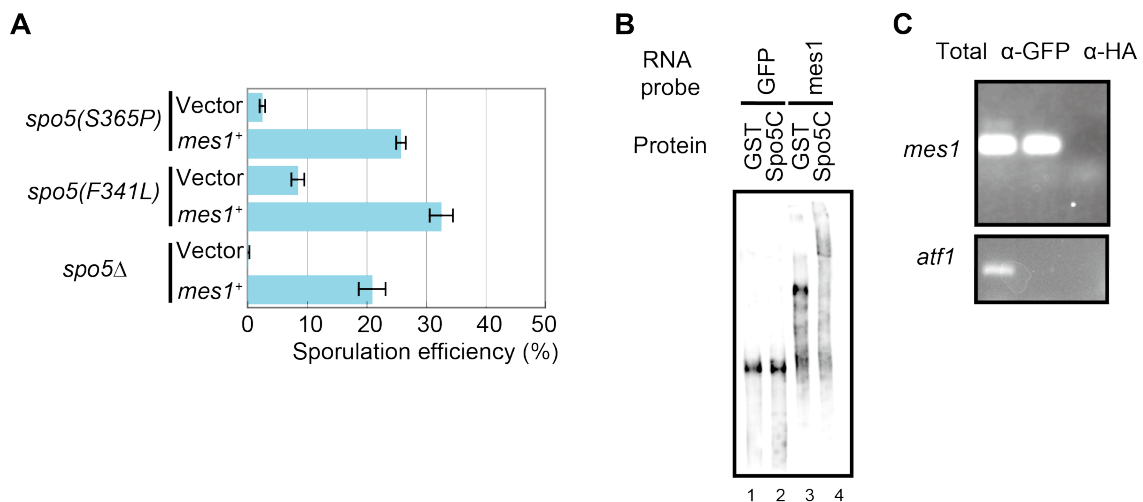 A
spo5(S365P)
Vector
mes1+
spo5(F341L)
Vector
mes1+
spo5Δ
Vector
mes1+
0 10 20 30 40 50
Sporulation efficiency (%)
B
RNA probe
GFP
mes1
Protein
GST
Spo5C
GST
Spo5C
1 2 3 4
C
Total α-GFP α-HA
mes1
atf1